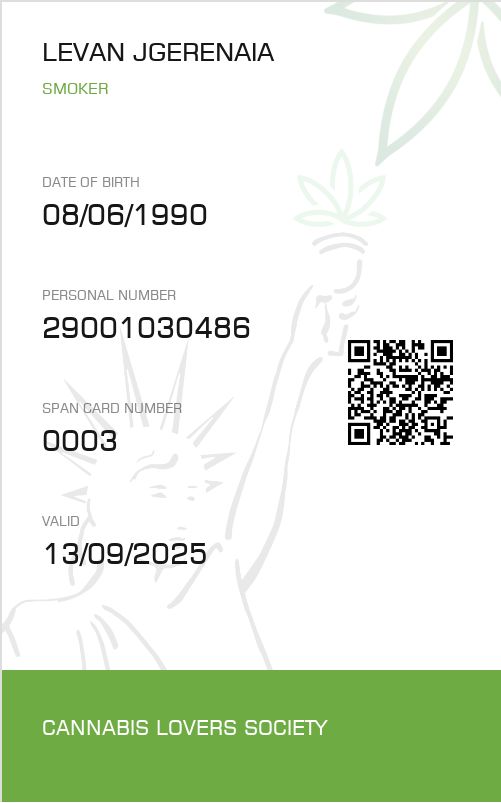 LEVAN JGERENAIA
SMOKER
DATE OF BIRTH
08/06/1990
PERSONAL NUMBER
29001030486
SPAN CARD NUMBER
0003
VALID
13/09/2025
CANNABIS LOVERS SOCIETY